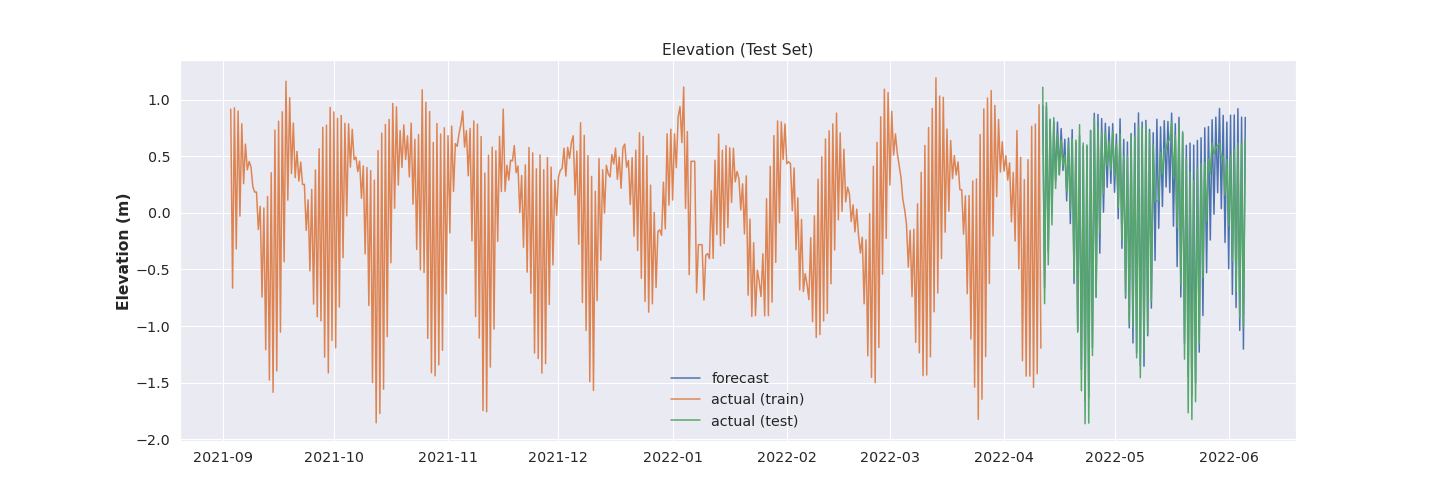 Elevation (Test Set)
Elevation (m)
1.0
0.5
0.0
−0.5
−1.0
−1.5
−2.0
forecast
actual (train)
actual (test)
2021-09 2021-10 2021-11 2021-12 2022-01 2022-02 2022-03 2022-04 2022-05 2022-06